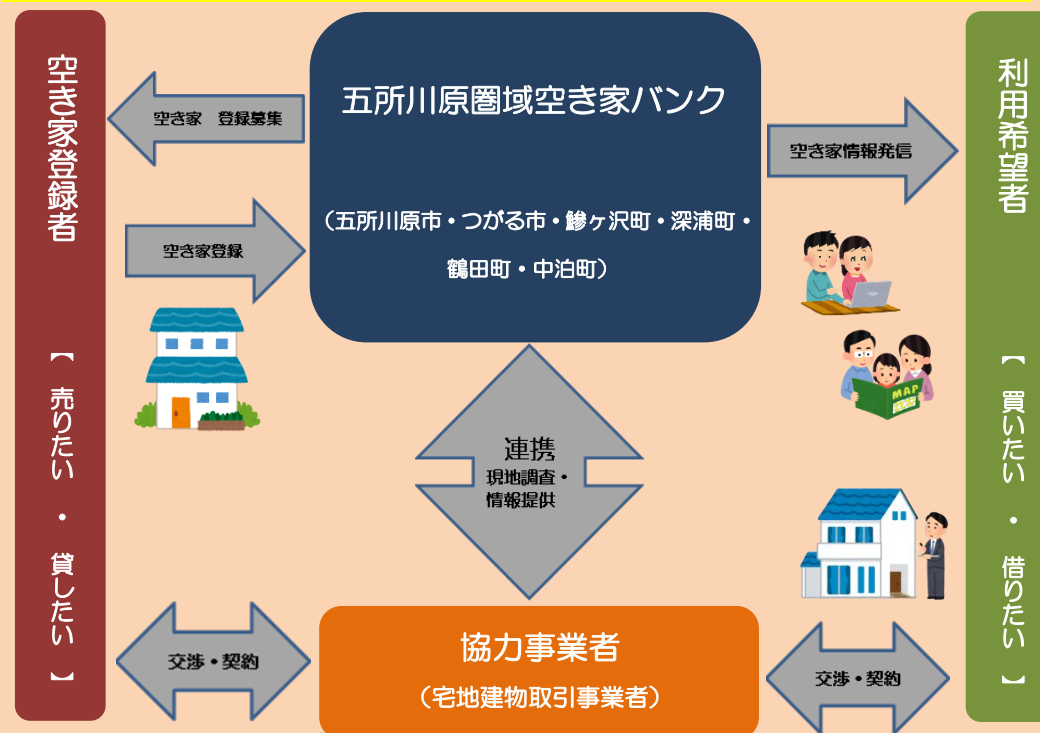 空き家登録者
【 売りたい ・ 貸したい 】
空き家 登録募集
空き家登録
五所川原圏域空き家バンク
(五所川原市・つがる市・鰺ヶ沢町・深浦町・
鶴田町・中泊町)
空き家情報発信
利用希望者
【 買いたい ・ 借りたい 】
MAP
連携
現地調査・
情報提供
交渉・契約
協力事業者
(宅地建物取引事業者)
交渉・契約